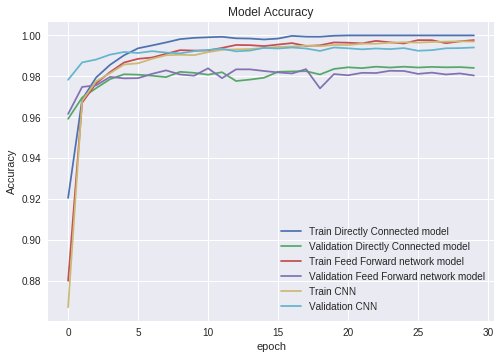 Model Accuracy
1.00
0.98
0.96
0.94
0.92
0.90
0.88
Accuracy
Train Directly Connected model
Validation Directly Connected model
Train Feed Forward network model
Validation Feed Forward network model
Train CNN
Validation CNN
0 5 10 15 20 25 30
epoch